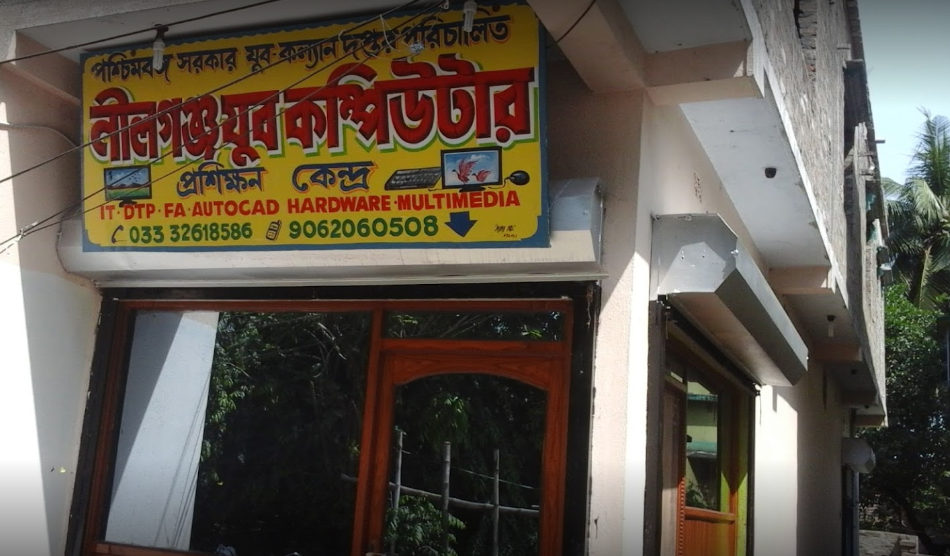 পশ্চিমবঙ্গ সরকার যুব কল্যান দপ্তর পরিচালিত
নীলগঞ্জ যুব কম্পিউটার
প্রশিক্ষন কেন্দ্র
IT·DTP·FA·AUTOCAD HARDWARE·MULTIMEDIA
033 32618586 9062060508